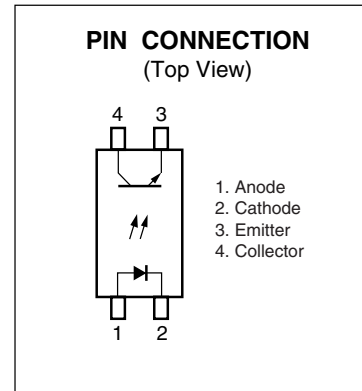 PIN CONNECTION
(Top View)
4 3
1. Anode
2. Cathode
3. Emitter
4. Collector
1 2